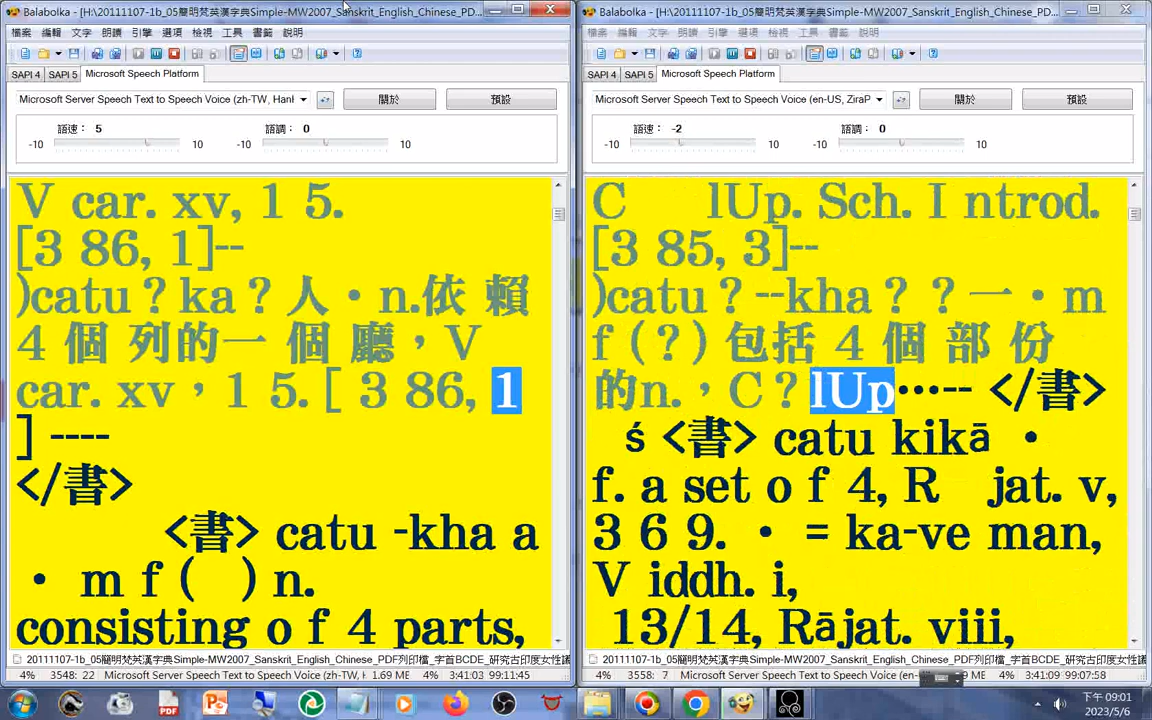 Balabolka - [H:\20111107-1b_05簡明梵英漢字典Simple-MW2007_Sanskrit_English_Chinese_PD...
檔案 編輯 文字 朗讀 引擎 選項 檢視 工具 書籤 說明
SAPI 4 SAPI 5 Microsoft Speech Platform
Microsoft Server Speech Text to Speech Voice (zh-TW, HanI 關於 預設
語速： 5 語調： 0
-10 10 -10 10
V car. xv, 1 5.
[3 86, 1]--
)catu？ka？人・n.依 賴
4 個 列的一 個 廳，V
car. xv，1 5. [ 3 86, 1
] ----
</書>
<書> catu -kha a
• m f ( ) n.
consisting o f 4 parts,
20111107-1b_05簡明梵英漢字典Simple-MW2007_Sanskrit_English_Chinese_PDF列印檔_字首BCDE_研究古印度女性議
4% 3548: 22 Microsoft Server Speech Text to Speech Voice (zh-TW, H 1.69 ME 4% 3:41:03 99:11:45
Balabolka - [H:\20111107-1b_05簡明梵英漢字典Simple-MW2007_Sanskrit_English_Chinese_PD...
檔案 編輯 文字 朗讀 引擎 選項 檢視 工具 書籤 說明
SAPI 4 SAPI 5 Microsoft Speech Platform
Microsoft Server Speech Text to Speech Voice (en-US, ZiraP 關於 預設
語速： -2 語調： 0
-10 10 -10 10
C lUp. Sch. I ntrod.
[3 85, 3]--
)catu？--kha？？一・m
f (？) 包括 4 個 部 份
的n.，C？lUp…-- </書>
ś <書> catu kikā •
f. a set o f 4, R jat. v,
3 6 9. • = ka-ve man,
V iddh. i,
13/14, Rājat. viii,
20111107-1b_05簡明梵英漢字典Simple-MW2007_Sanskrit_English_Chinese_PDF列印檔_字首BCDE_研究古印度女性議
4% 3558: 7 Microsoft Server Speech Text to Speech Voice (en-US, Z 4% 3:41:09 99:07:58
PDF
下午 09:01
2023/5/6